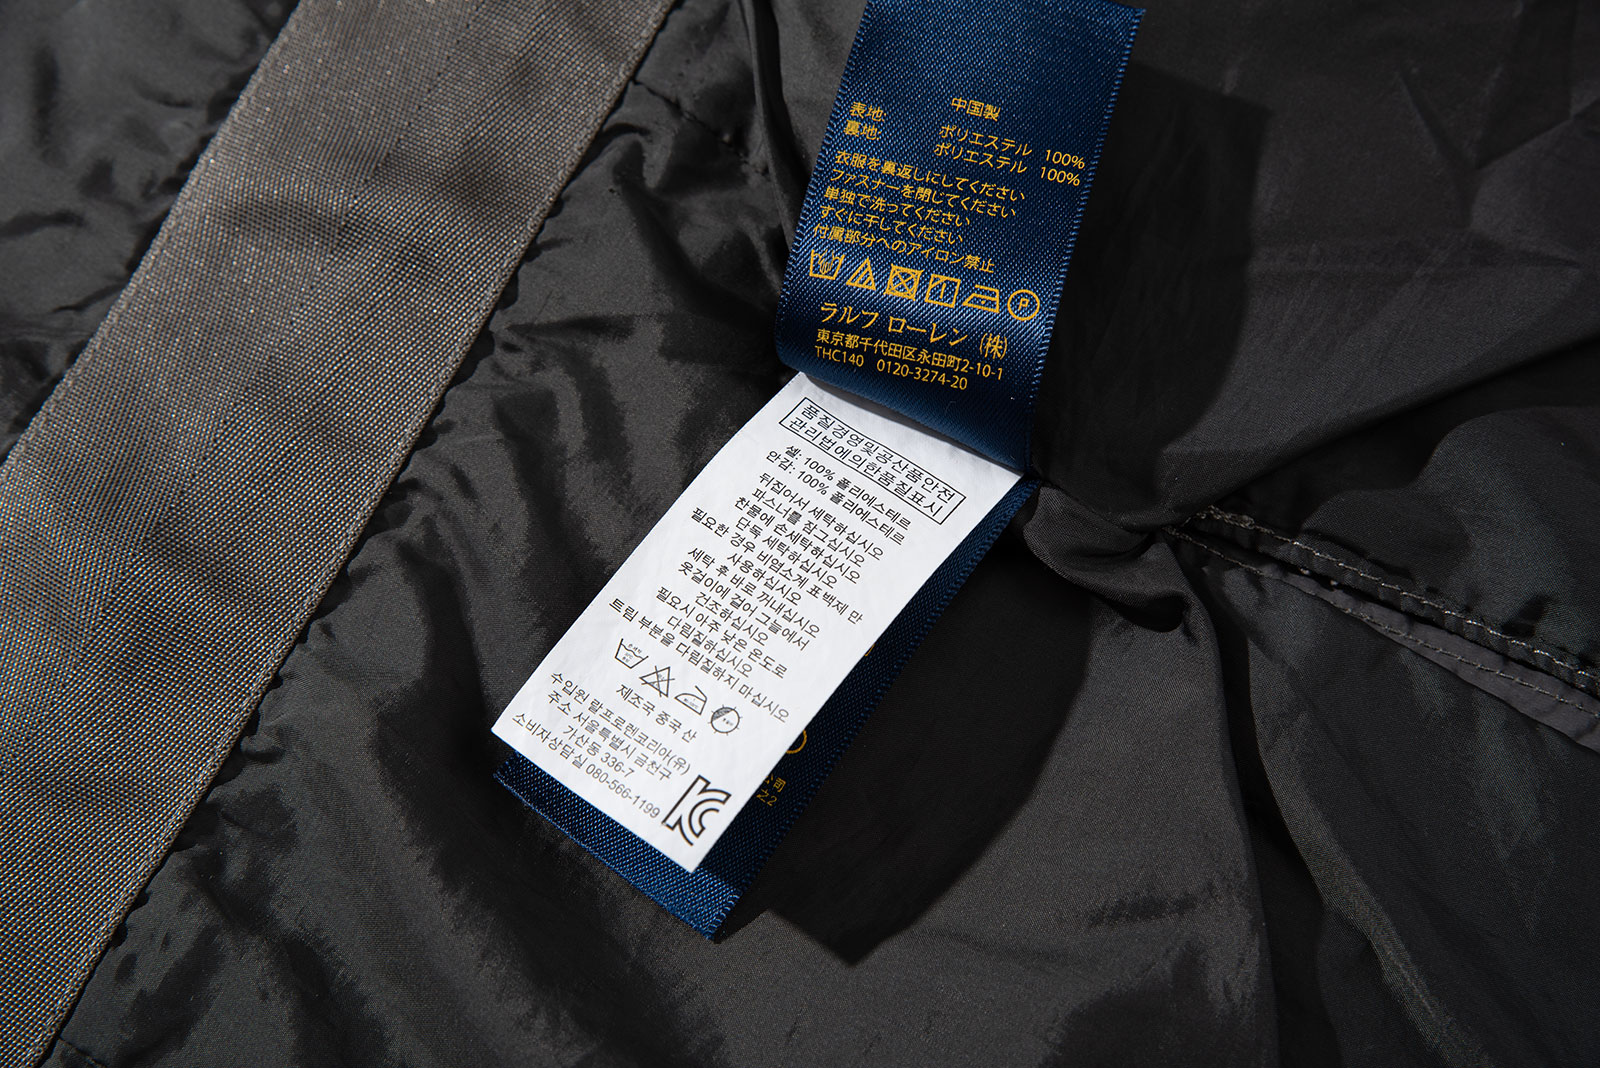 中国製
表地 ポリエステル 100%
裏地 ポリエステル 100%
衣服を裏返しにしてください
ファスナーを閉じてください
単独で洗ってください
すぐに干してください
付属部分へのアイロン禁止
P
ラルフ ローレン (株)
東京都千代田区永田町2-10-1
THC140 0120-3274-20
품질경영및공산품안전
관리법에의한품질표시
셀: 100% 폴리에스테르
안감: 100% 폴리에스테르
뒤집어서 세탁하십시오
파스너를 잠그십시오
찬물에 손세탁하십시오
단독 세탁하십시오
필요한 경우 비염소계 표백제 만
사용하십시오
세탁 후 바로 꺼내십시오
옷걸이에 걸어 그늘에서
건조하십시오
필요시 아주 낮은 온도로
다림질하십시오
트림 부분을 다림질하지 마십시오
제조국 중국 산
수입원 랄프로렌코리아(유)
주소 서울특별시 금천구
가산동 336-7
소비자상담실 080-566-1199